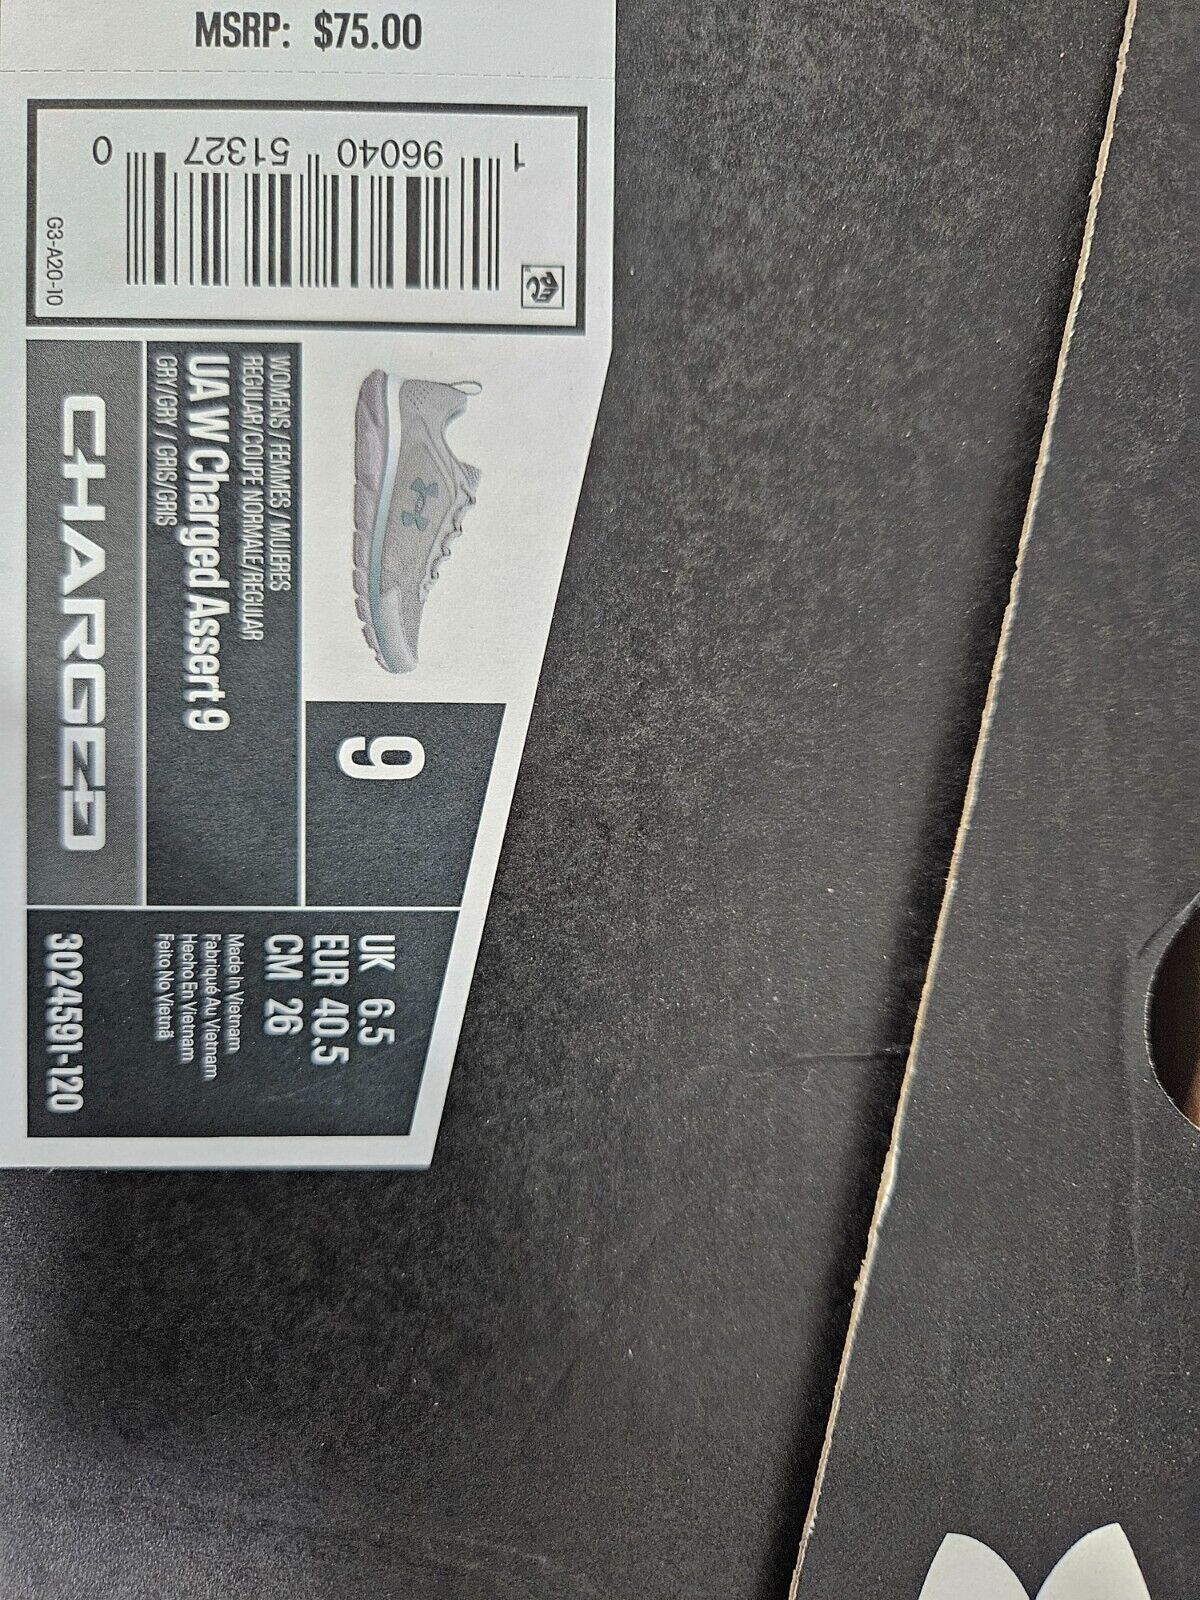 MSRP: $75.00
1 96040 51327 0
G3-A20-10
WOMENS / FEMMES / MUJERES
REGULAR/COUPE NORMALE/REGULAR
UA W Charged Assert 9
GRY/GRY / GRIS/GRIS
CHARGED
9
UK 6.5
EUR 40.5
CM 26
Made In Vietnam
Fabriqué Au Vietnam
Hecho En Vietnam
Feito No Vietnã
3024591-120